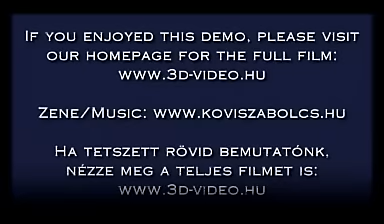 If you enjoyed this demo, please visit
our homepage for the full film:
www.3d-video.hu
Zene/Music: www.koviszabolcs.hu
Ha tetszett rövid bemutatónk,
nézze meg a teljes filmet is:
www.3d-video.hu